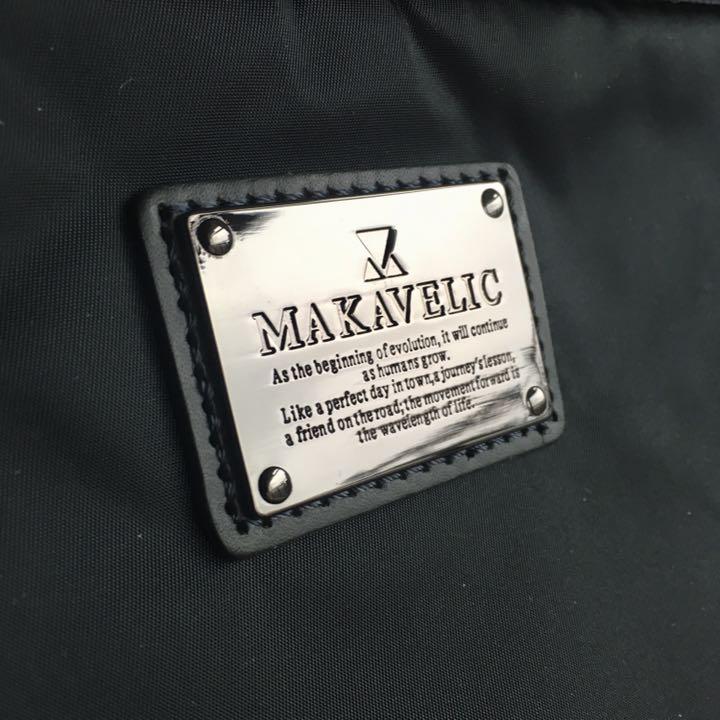 MAKAVELIC
As the beginning of evolution, it will continue
as humans grow.
Like a perfect day in town, a journey's lesson,
a friend on the road; the movement forward is
the wavelength of life.